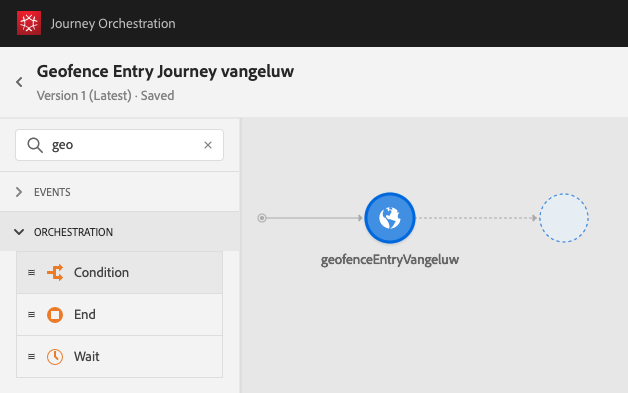 Journey Orchestration
Geofence Entry Journey vangeluw
Version 1 (Latest) · Saved
geo
EVENTS
ORCHESTRATION
Condition
End
Wait
geofenceEntryVangeluw